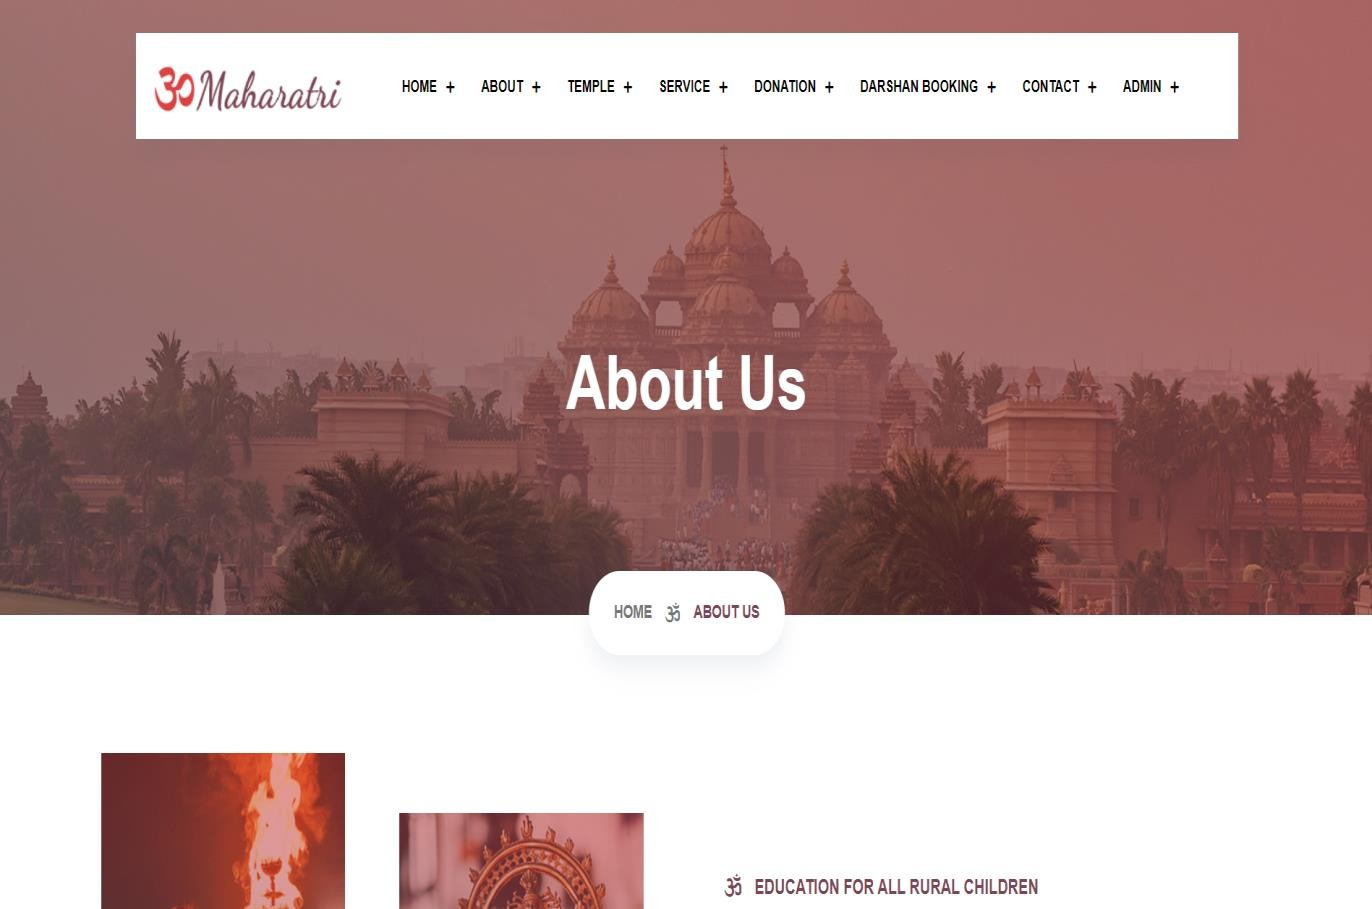 ॐ Maharatri
HOME + ABOUT + TEMPLE + SERVICE + DONATION + DARSHAN BOOKING + CONTACT + ADMIN +
About Us
HOME ॐ ABOUT US
ॐ EDUCATION FOR ALL RURAL CHILDREN